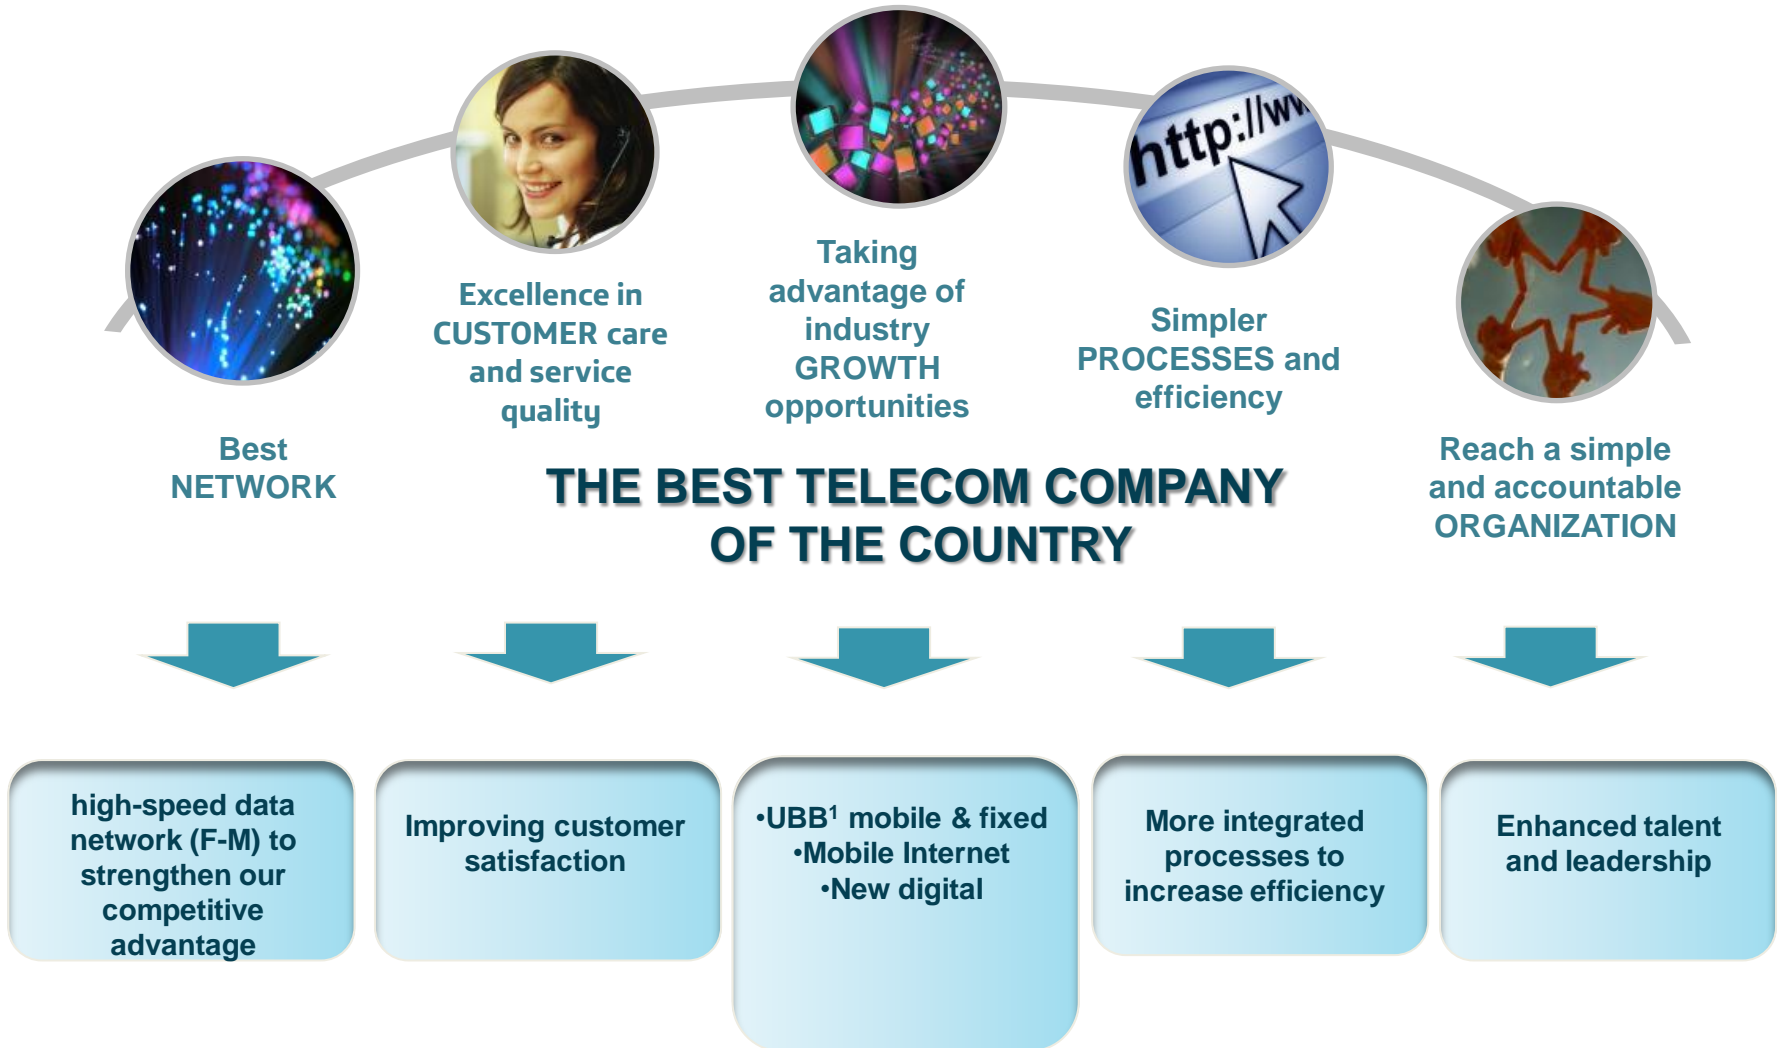 http://ww
Best
NETWORK
Excellence in
CUSTOMER care
and service
quality
Taking
advantage of
industry
GROWTH
opportunities
Simpler
PROCESSES and
efficiency
Reach a simple
and accountable
ORGANIZATION
THE BEST TELECOM COMPANY
OF THE COUNTRY
high-speed data
network (F-M) to
strengthen our
competitive
advantage
Improving customer
satisfaction
•UBB¹ mobile & fixed
•Mobile Internet
•New digital
More integrated
processes to
increase efficiency
Enhanced talent
and leadership